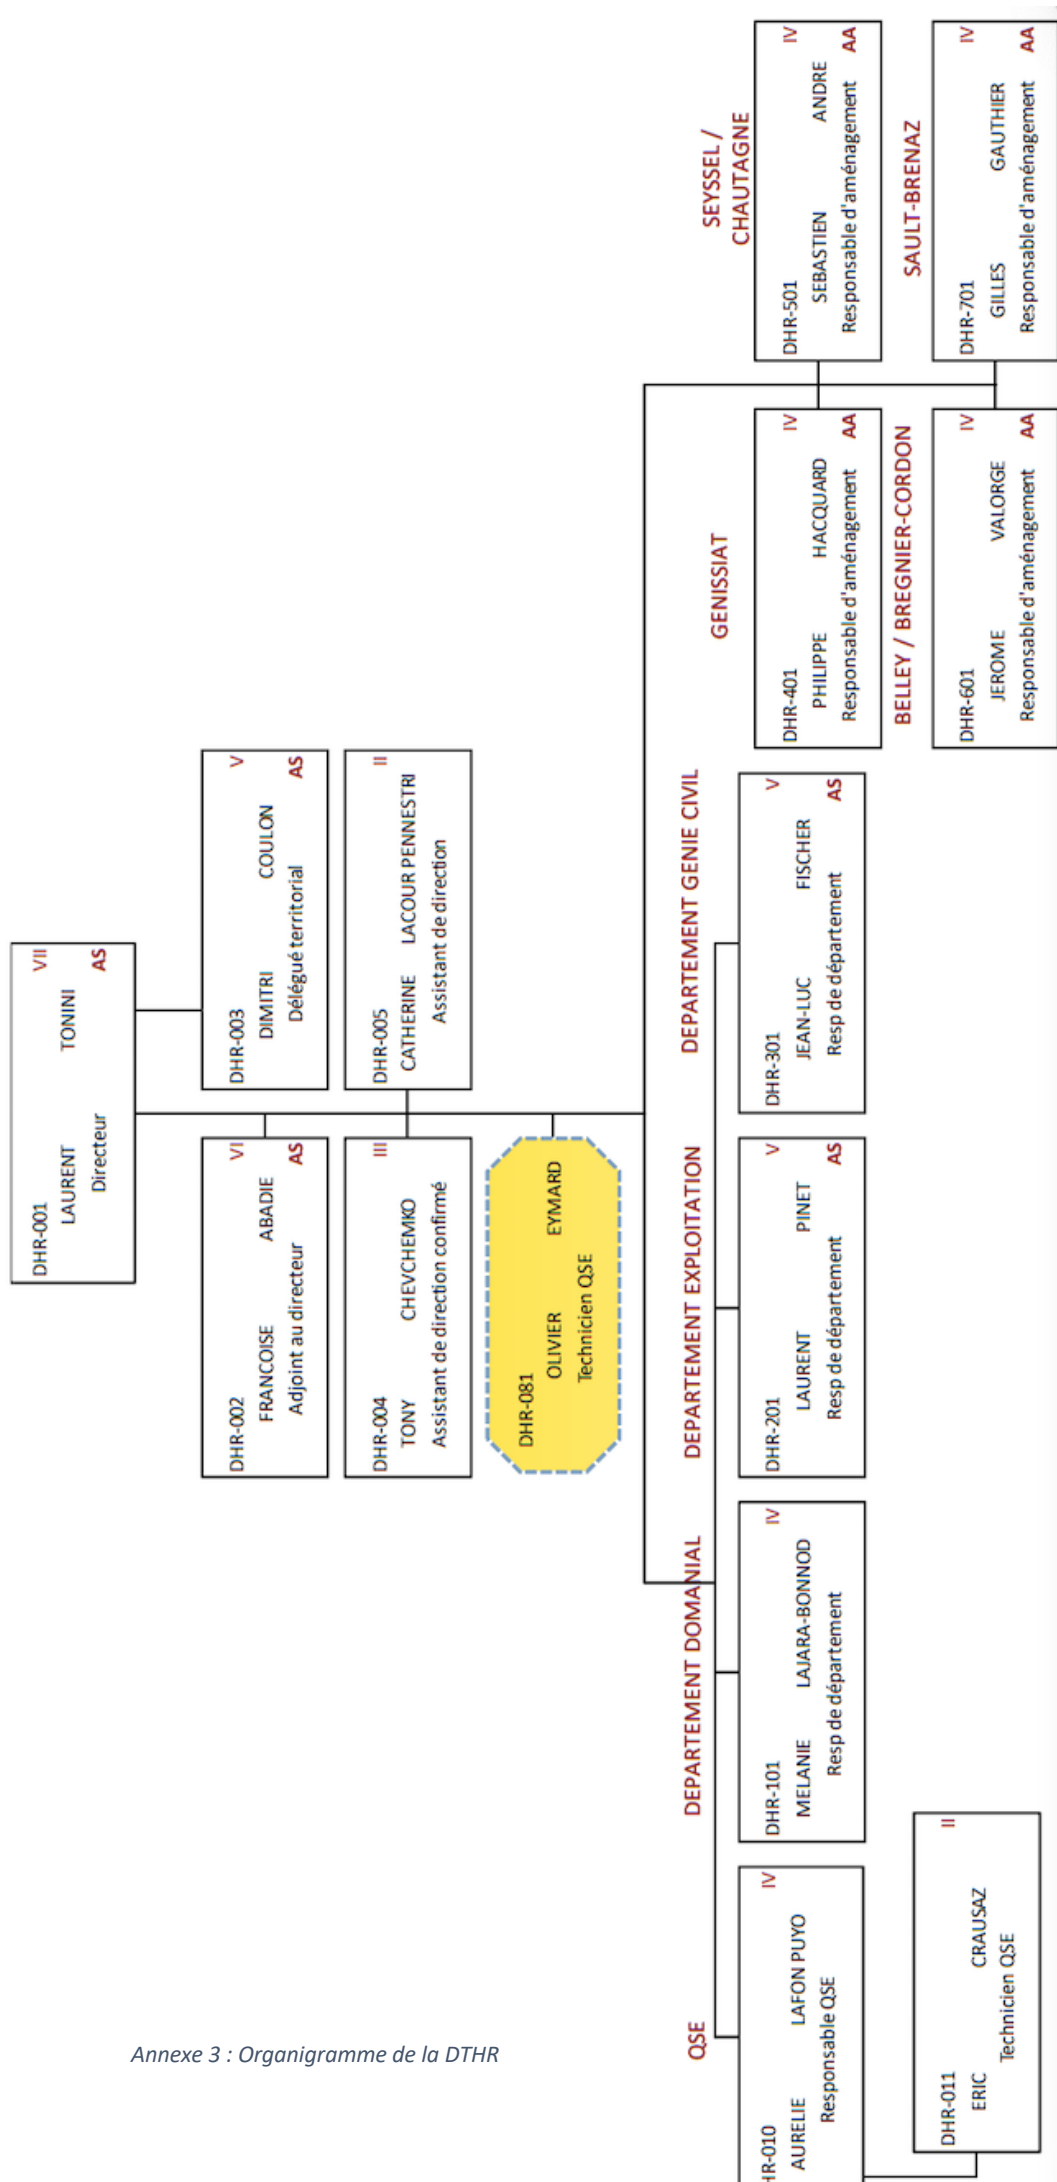 DHR-001
VII
LAURENT TONINI
Directeur
AS
DHR-002
VI
FRANCOISE ABADIE
Adjoint au directeur
AS
DHR-003
V
DIMITRI COULON
Délégué territorial
AS
DHR-004
III
TONY CHEVCHEMKO
Assistant de direction confirmé
DHR-005
II
CATHERINE LACOUR PENNESTRI
Assistant de direction
DHR-081
OLIVIER EYMARD
Technicien QSE
QSE
DEPARTEMENT DOMANIAL
DEPARTEMENT EXPLOITATION
DEPARTEMENT GENIE CIVIL
HR-010
IV
AURELIE LAFON PUYO
Responsable QSE
DHR-101
IV
MELANIE LAJARA-BONNOD
Resp de département
DHR-201
V
LAURENT PINET
Resp de département
AS
DHR-301
V
JEAN-LUC FISCHER
Resp de département
AS
DHR-011
II
ERIC CRAUSAZ
Technicien QSE
GENISSIAT
DHR-401
IV
PHILIPPE HACQUARD
Responsable d'aménagement
AA
SEYSSEL /
CHAUTAGNE
DHR-501
IV
SEBASTIEN ANDRE
Responsable d'aménagement
AA
BELLEY / BREGNIER-CORDON
DHR-601
IV
JEROME VALORGE
Responsable d'aménagement
AA
SAULT-BRENAZ
DHR-701
IV
GILLES GAUTHIER
Responsable d'aménagement
AA
Annexe 3 : Organigramme de la DTHR